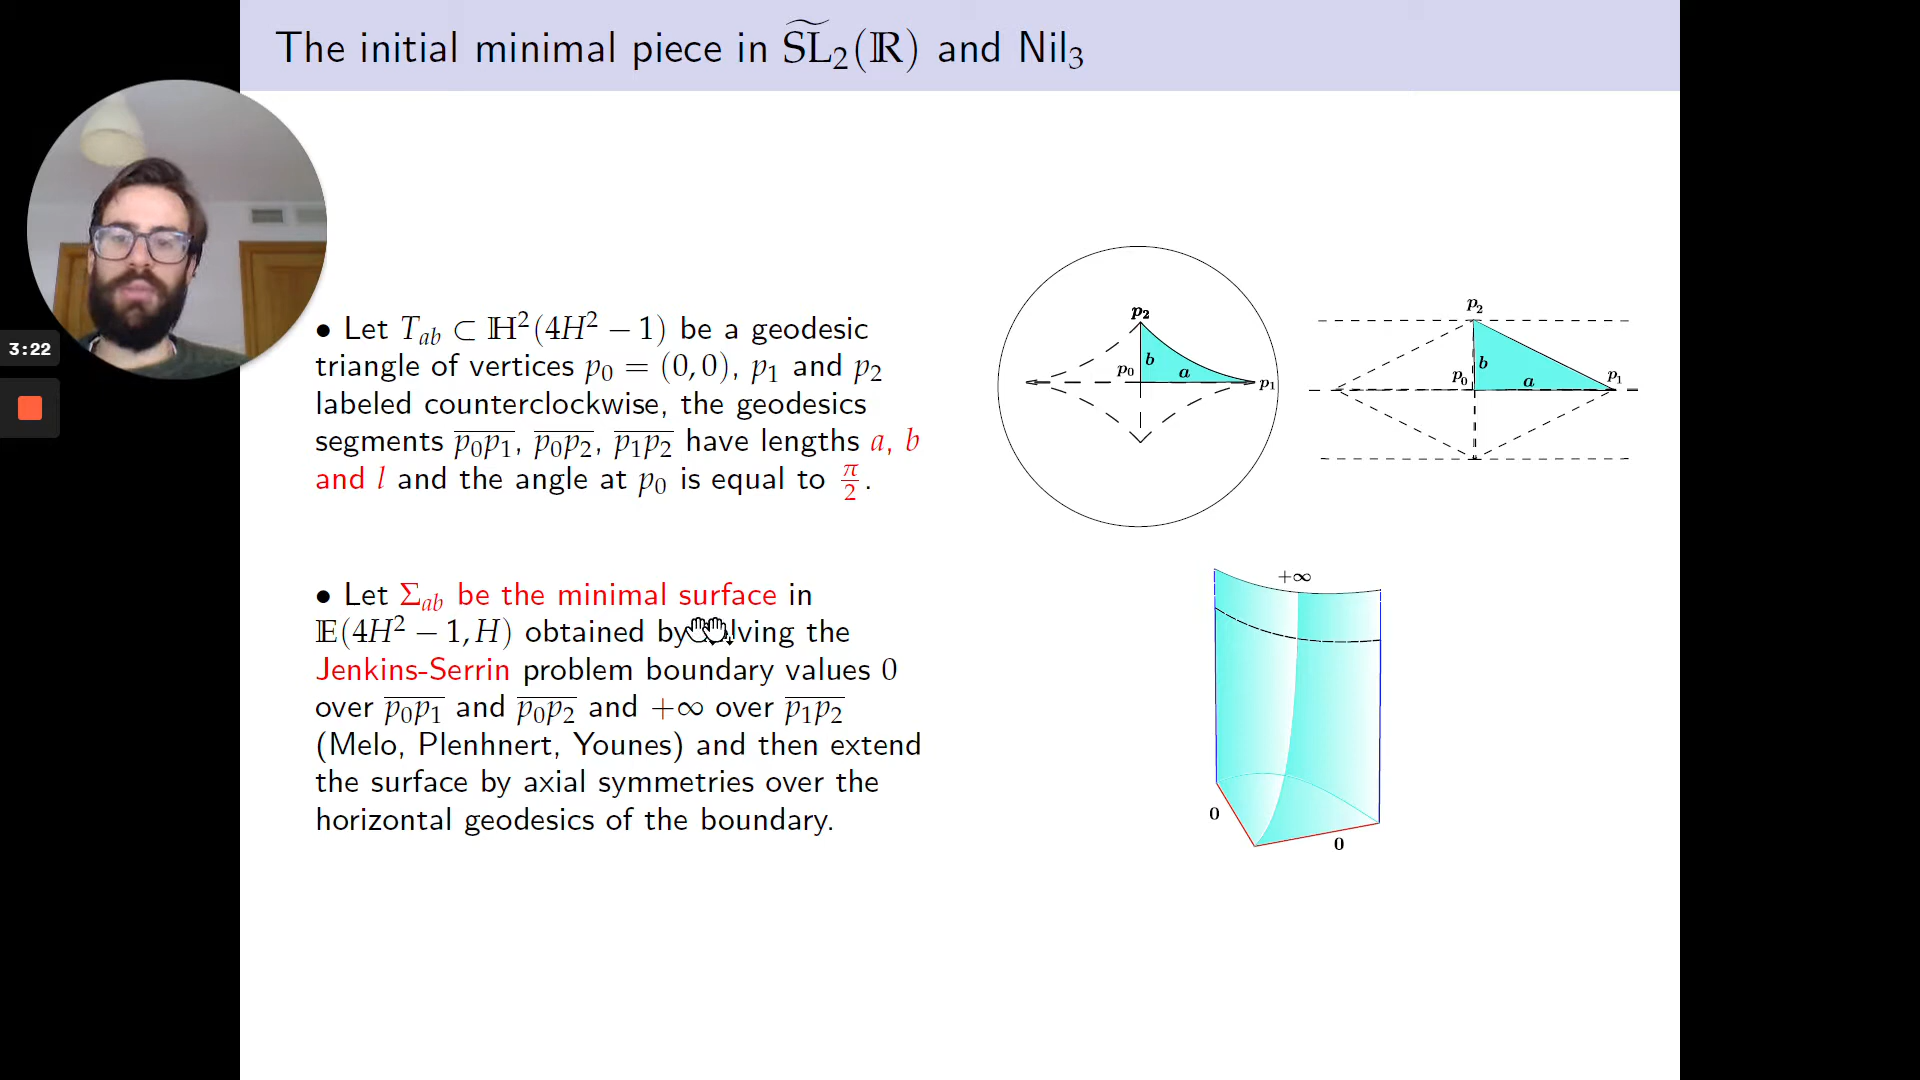 The initial minimal piece in S̃L₂(ℝ) and Nil₃
3:22
• Let T_ab ⊂ ℍ²(4H² − 1) be a geodesic
triangle of vertices p₀ = (0, 0), p₁ and p₂
labeled counterclockwise, the geodesics
segments p₀p₁, p₀p₂, p₁p₂ have lengths a, b
and l and the angle at p₀ is equal to π/2.
• Let Σ_ab be the minimal surface in
𝔼(4H² − 1, H) obtained by solving the
Jenkins-Serrin problem boundary values 0
over p₀p₁ and p₀p₂ and +∞ over p₁p₂
(Melo, Plenhnert, Younes) and then extend
the surface by axial symmetries over the
horizontal geodesics of the boundary.
p₂
b
p₀
a
p₁
p₂
b
p₀
a
p₁
+∞
0
0